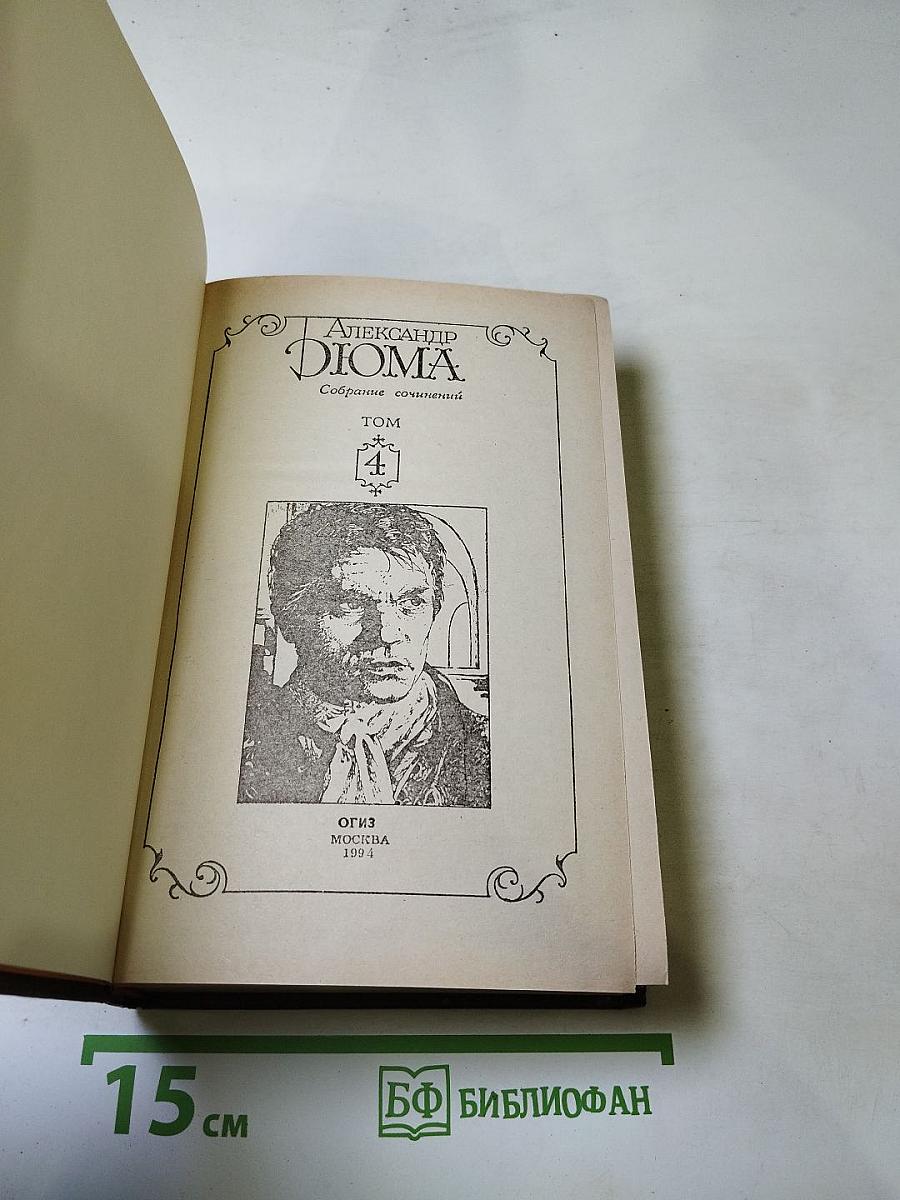 Александр
Дюма
Собрание сочинений
ТОМ
4
ОГИЗ
МОСКВА
1994
15 см
БФ БИБЛИОФАН